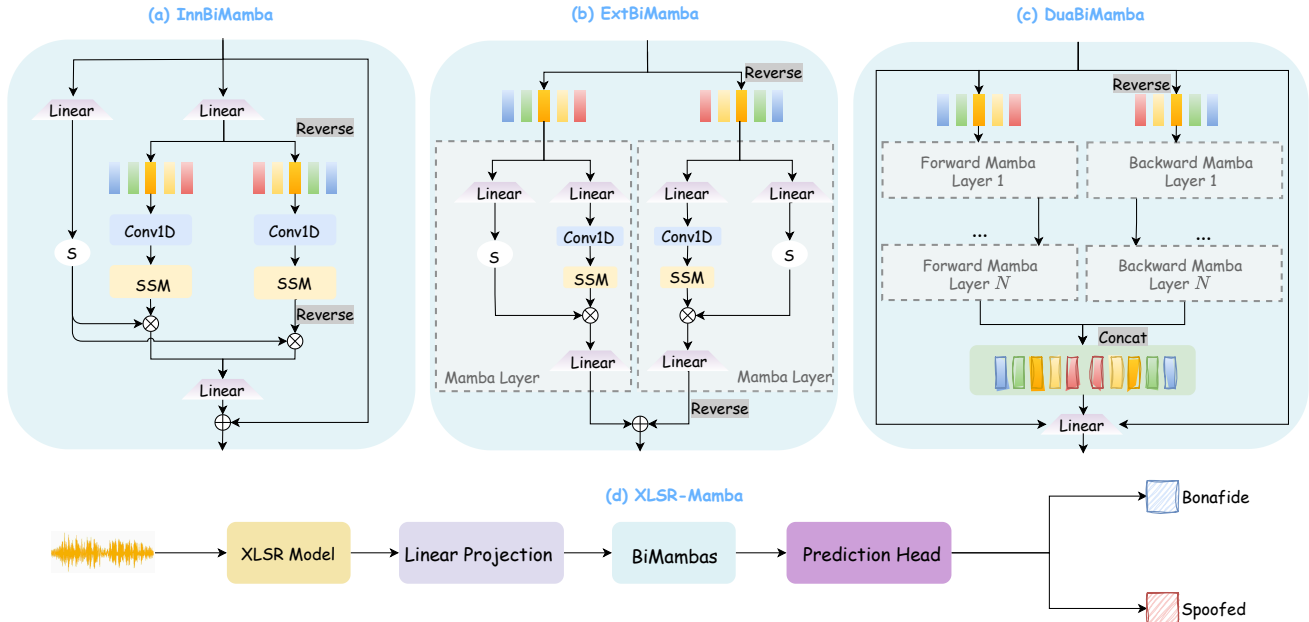 (a) InnBiMamba
Linear
Linear
Reverse
Conv1D
Conv1D
S
SSM
SSM
Reverse
Linear
(b) ExtBiMamba
Reverse
Linear
Linear
Linear
Linear
Conv1D
Conv1D
S
S
SSM
SSM
Linear
Linear
Mamba Layer
Mamba Layer
Reverse
(c) DuaBiMamba
Reverse
Forward Mamba
Layer 1
Backward Mamba
Layer 1
...
...
Forward Mamba
Layer N
Backward Mamba
Layer N
Concat
Linear
(d) XLSR-Mamba
XLSR Model
Linear Projection
BiMambas
Prediction Head
Bonafide
Spoofed